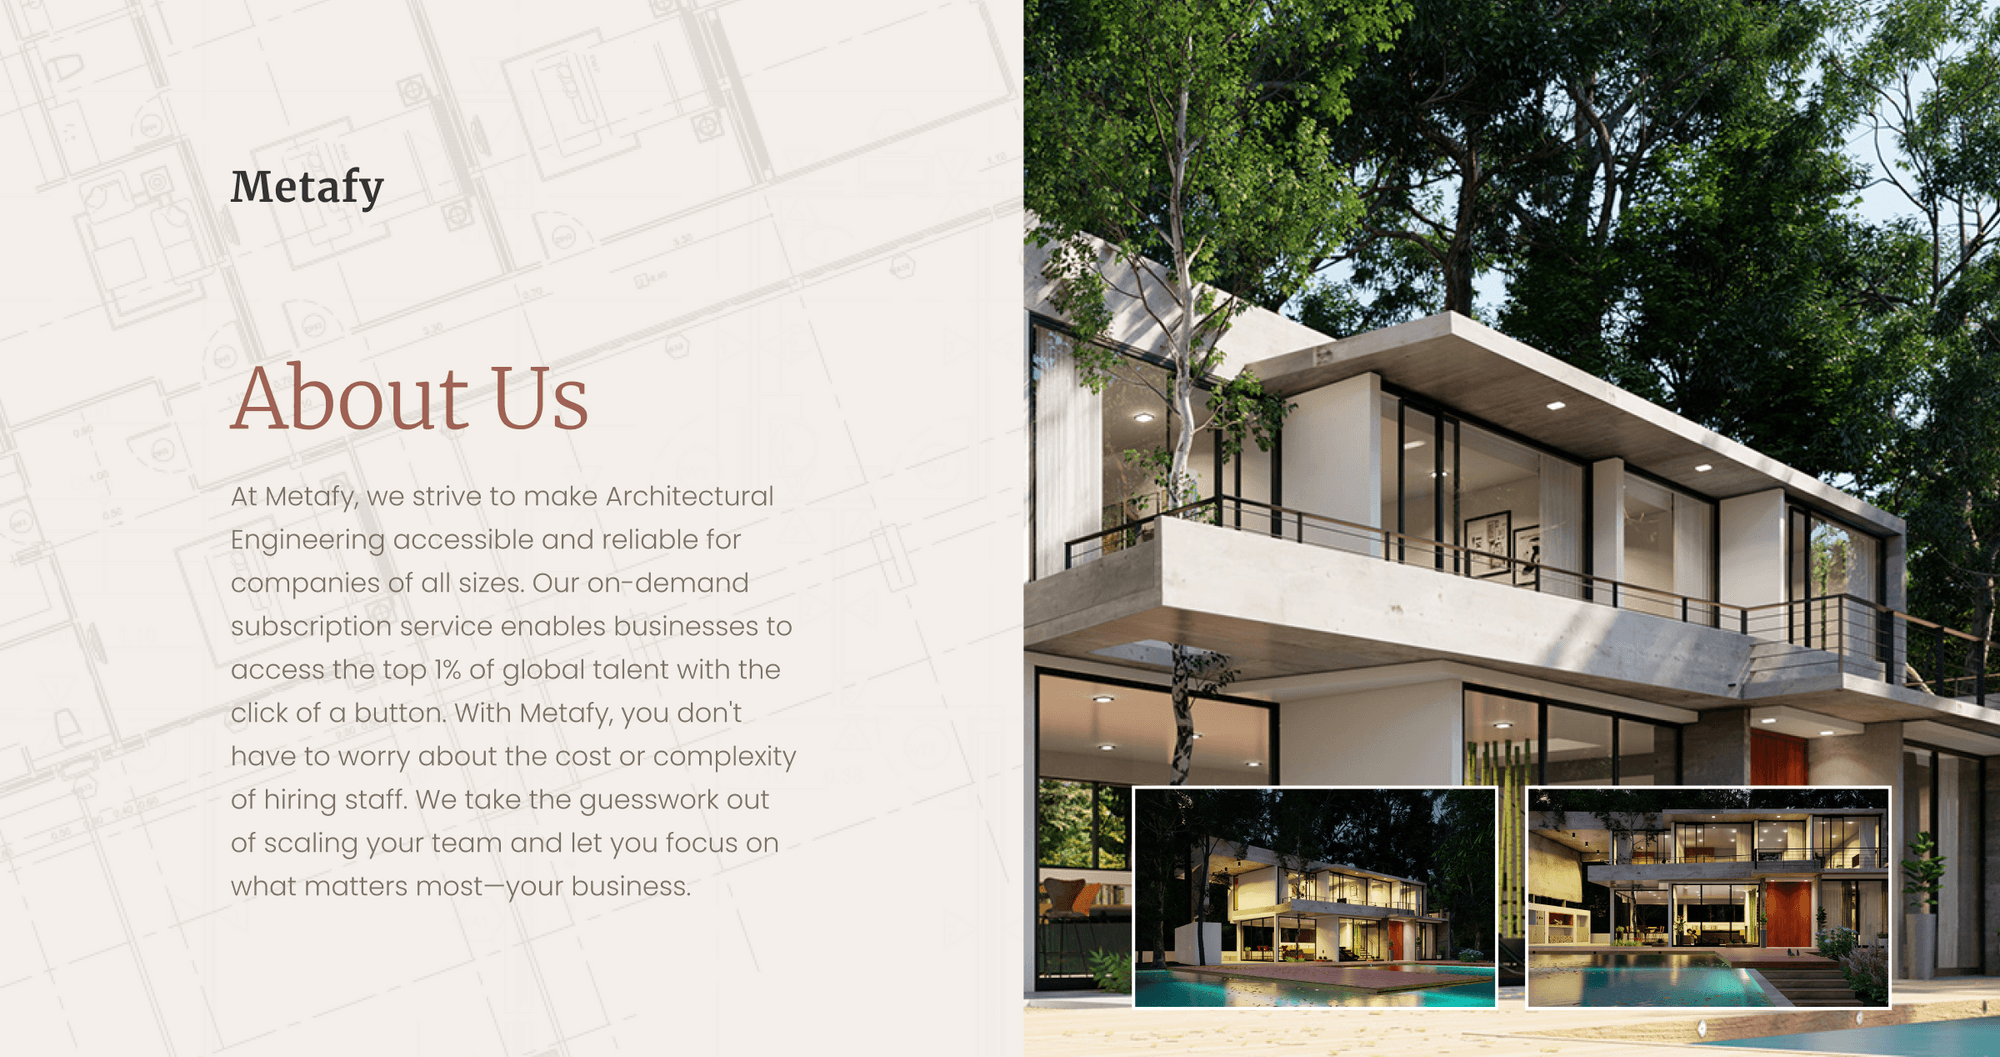 Metafy
About Us
At Metafy, we strive to make Architectural
Engineering accessible and reliable for
companies of all sizes. Our on-demand
subscription service enables businesses to
access the top 1% of global talent with the
click of a button. With Metafy, you don't
have to worry about the cost or complexity
of hiring staff. We take the guesswork out
of scaling your team and let you focus on
what matters most—your business.